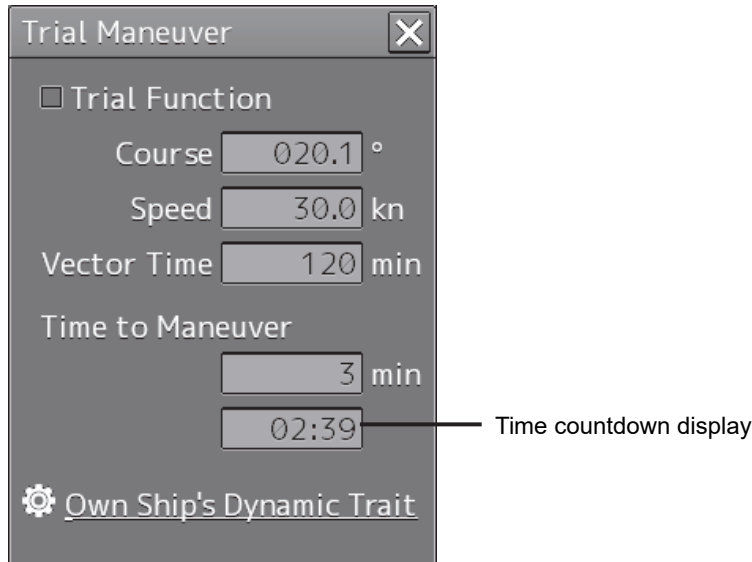 Trial Maneuver
Trial Function
Course 020.1 °
Speed 30.0 kn
Vector Time 120 min
Time to Maneuver
3 min
02:39 Time countdown display
Own Ship's Dynamic Trait